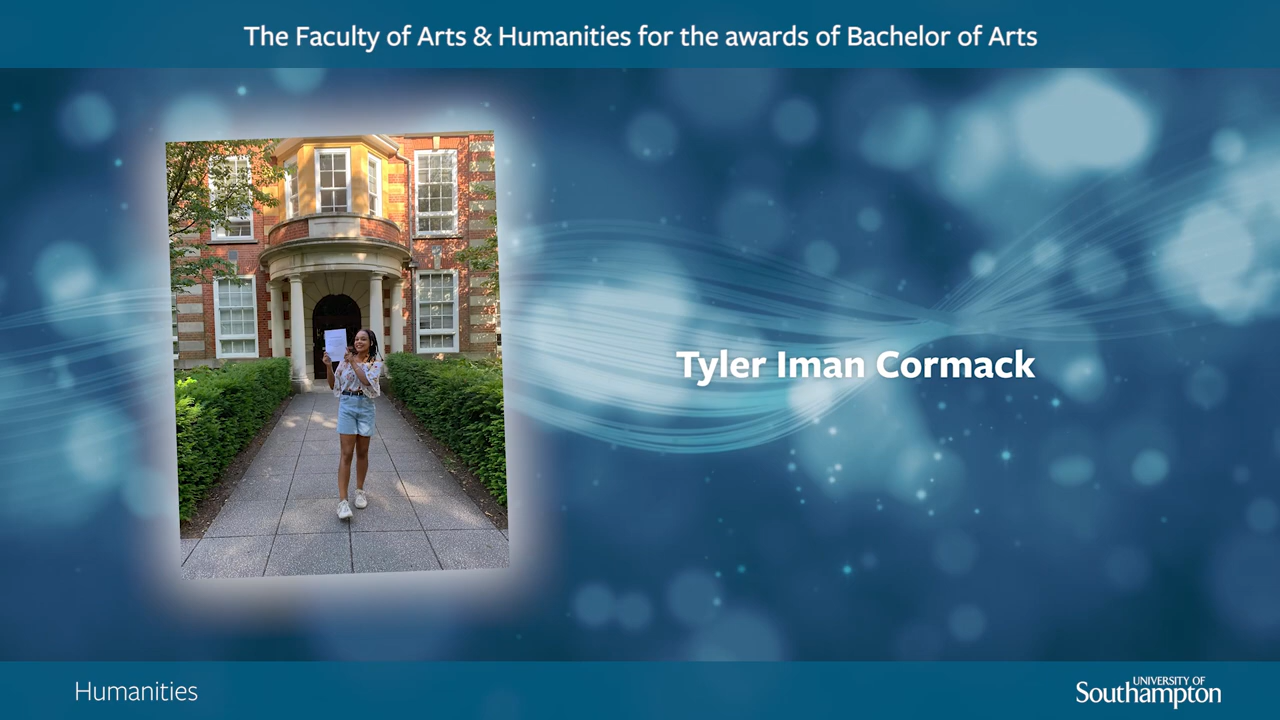 The Faculty of Arts & Humanities for the awards of Bachelor of Arts
Tyler Iman Cormack
Humanities
UNIVERSITY OF
Southampton